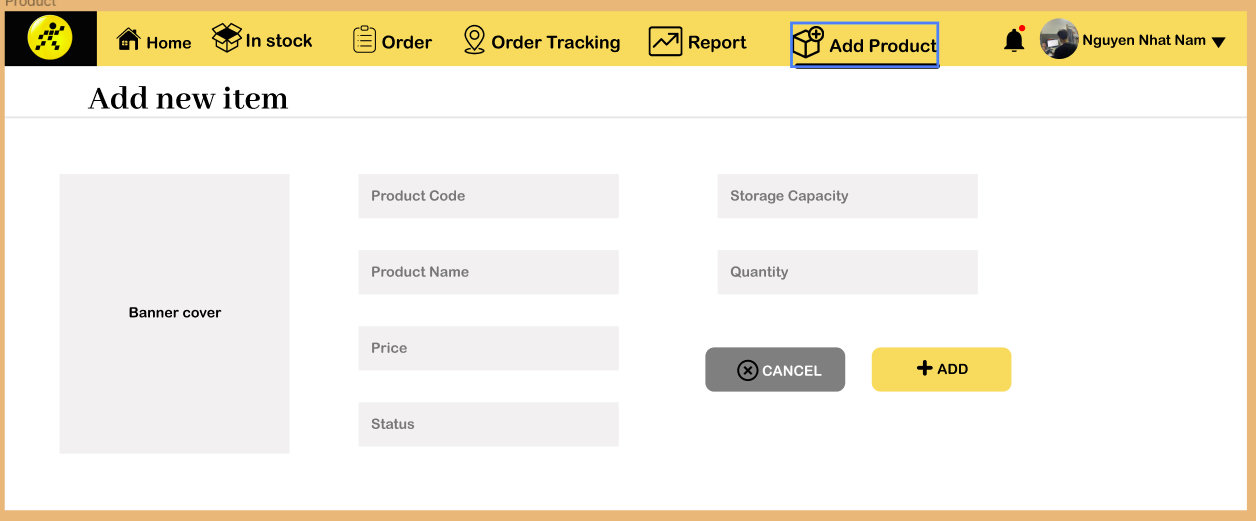 Product
Home
In stock
Order
Order Tracking
Report
Add Product
Nguyen Nhat Nam
Add new item
Banner cover
Product Code
Product Name
Price
Status
Storage Capacity
Quantity
CANCEL
ADD